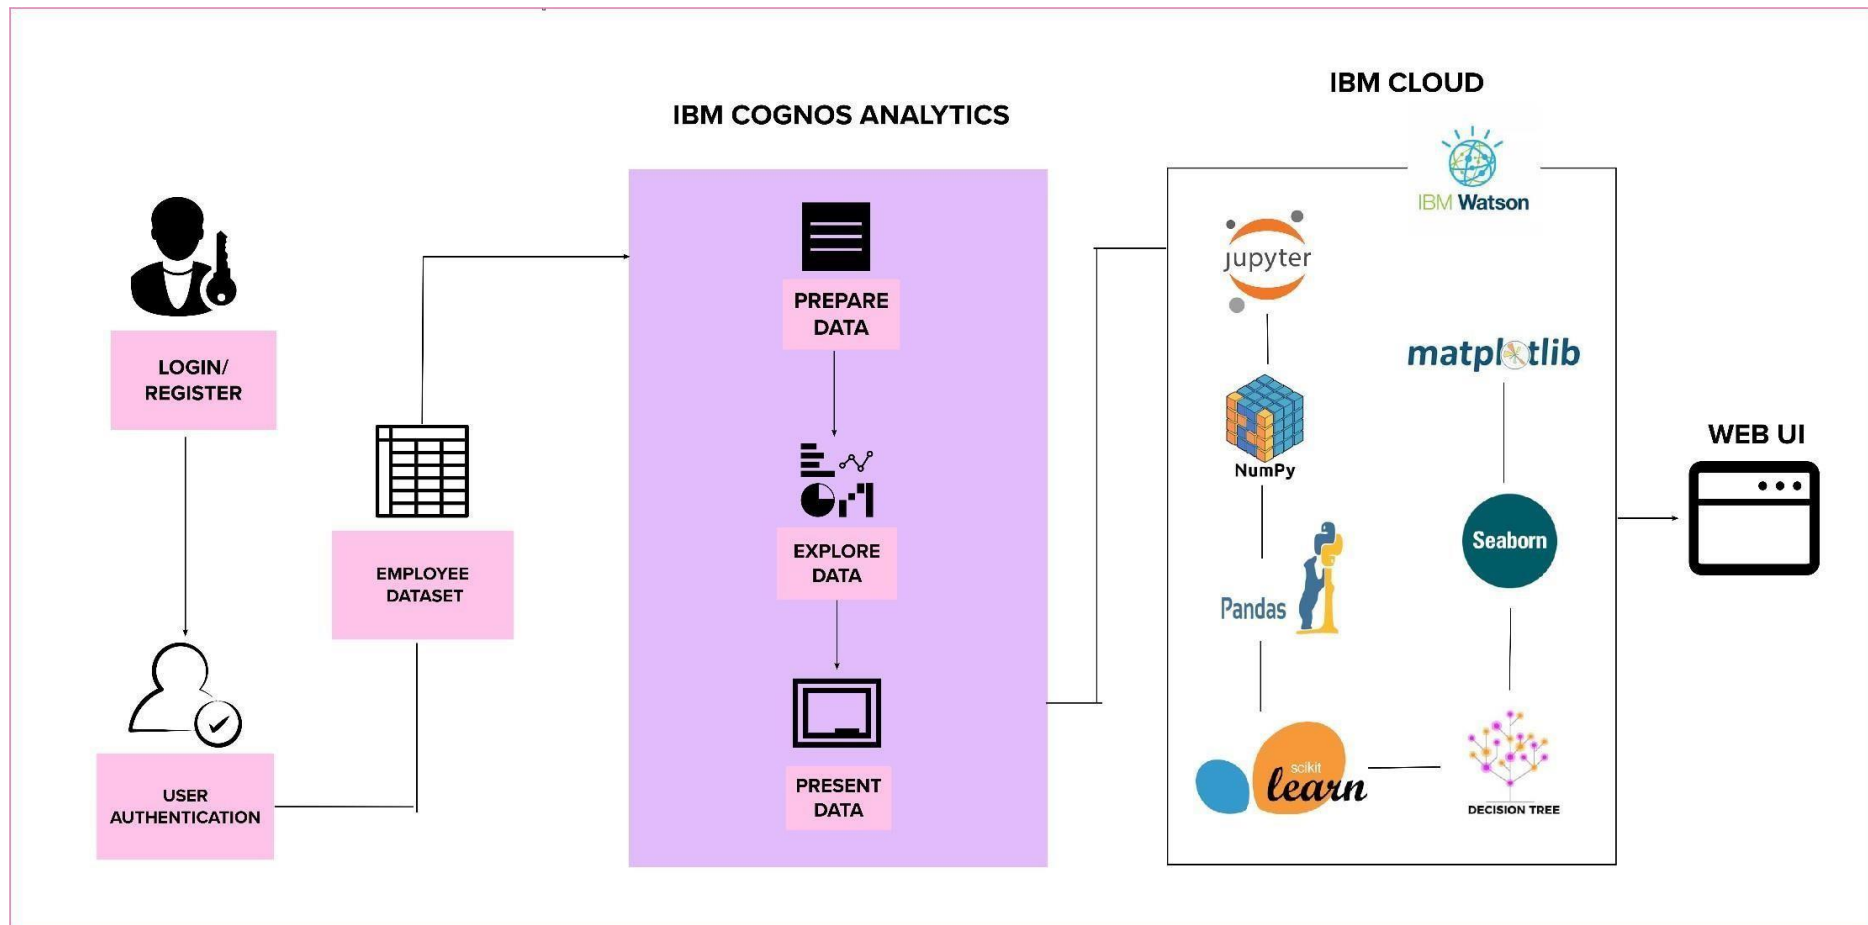 IBM CLOUD
IBM COGNOS ANALYTICS
IBM Watson
LOGIN/
REGISTER
USER
AUTHENTICATION
EMPLOYEE
DATASET
PREPARE
DATA
EXPLORE
DATA
PRESENT
DATA
jupyter
NumPy
Pandas
scikit
learn
matplotlib
Seaborn
DECISION TREE
WEB UI